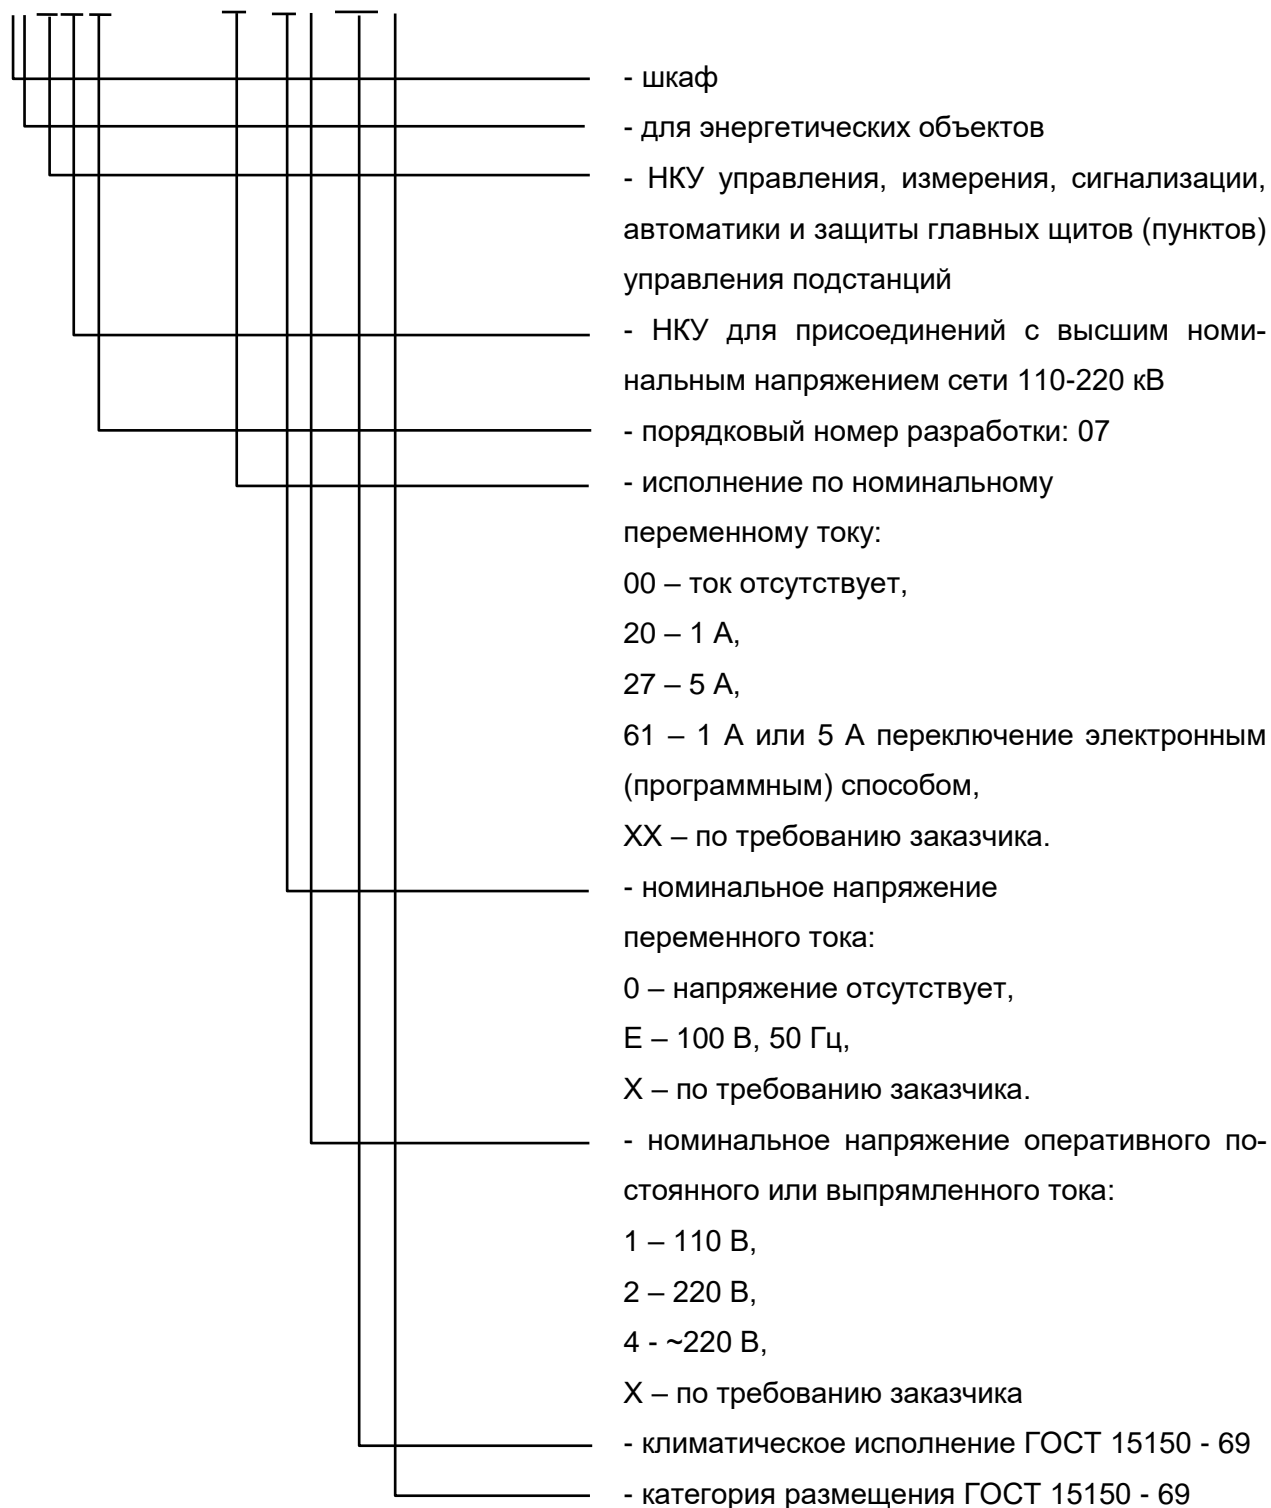 - шкаф
- для энергетических объектов
- НКУ управления, измерения, сигнализации,
автоматики и защиты главных щитов (пунктов)
управления подстанций
- НКУ для присоединений с высшим номи-
нальным напряжением сети 110-220 кВ
- порядковый номер разработки: 07
- исполнение по номинальному
переменному току:
00 – ток отсутствует,
20 – 1 А,
27 – 5 А,
61 – 1 А или 5 А переключение электронным
(программным) способом,
ХХ – по требованию заказчика.
- номинальное напряжение
переменного тока:
0 – напряжение отсутствует,
Е – 100 В, 50 Гц,
Х – по требованию заказчика.
- номинальное напряжение оперативного по-
стоянного или выпрямленного тока:
1 – 110 В,
2 – 220 В,
4 - ~220 В,
Х – по требованию заказчика
- климатическое исполнение ГОСТ 15150 - 69
- категория размещения ГОСТ 15150 - 69